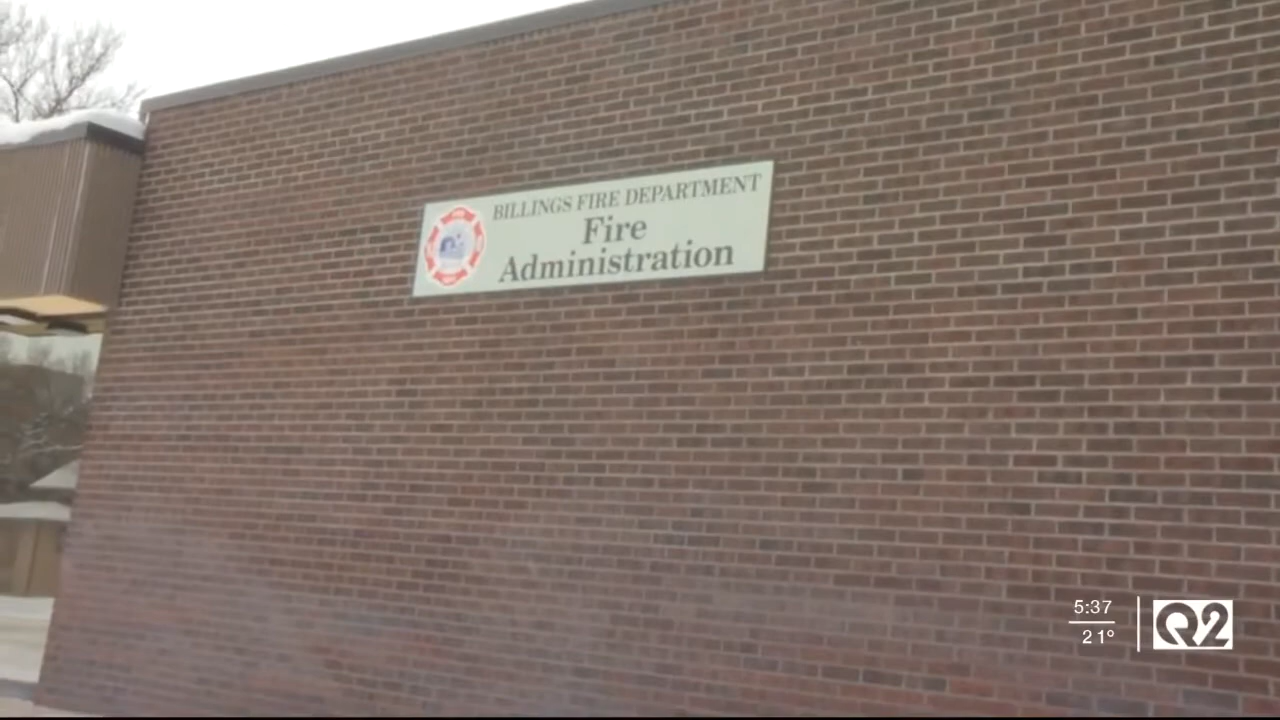 BILLINGS FIRE DEPARTMENT
Fire
Administration
5:37
21°
Q2